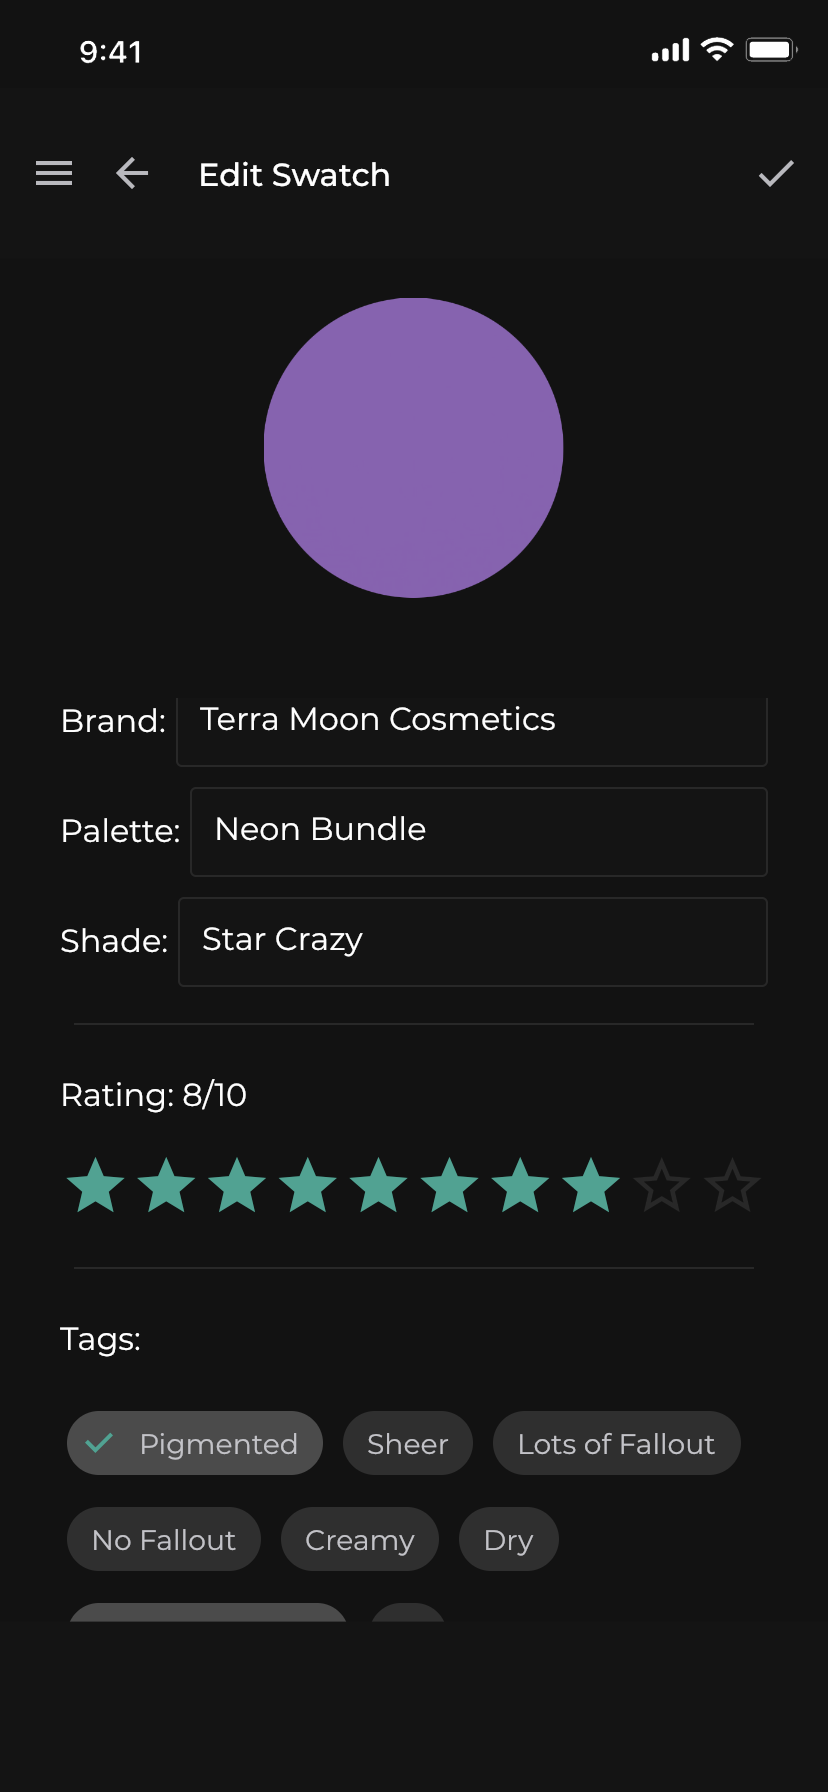 9:41
Edit Swatch
Brand: Terra Moon Cosmetics
Palette: Neon Bundle
Shade: Star Crazy
Rating: 8/10
Tags:
Pigmented Sheer Lots of Fallout
No Fallout Creamy Dry